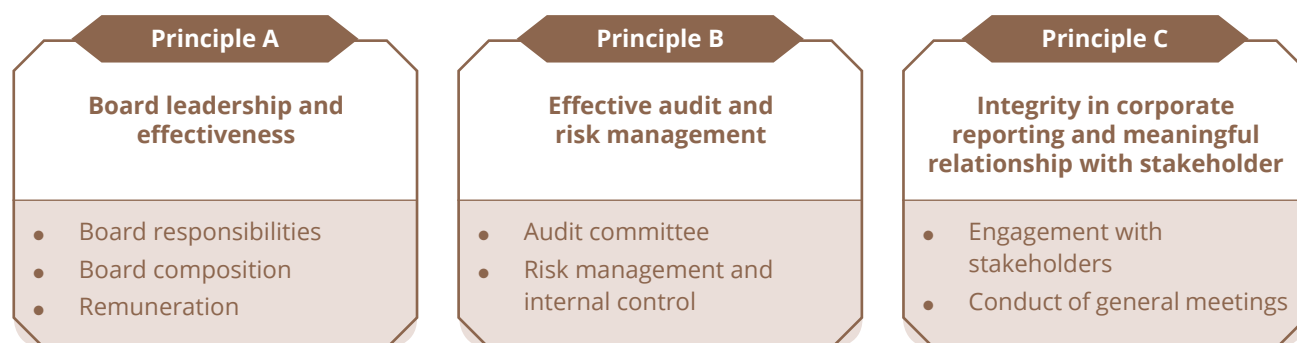 Principle A
Board leadership and
effectiveness
● Board responsibilities
● Board composition
● Remuneration
Principle B
Effective audit and
risk management
● Audit committee
● Risk management and
internal control
Principle C
Integrity in corporate
reporting and meaningful
relationship with stakeholder
● Engagement with
stakeholders
● Conduct of general meetings